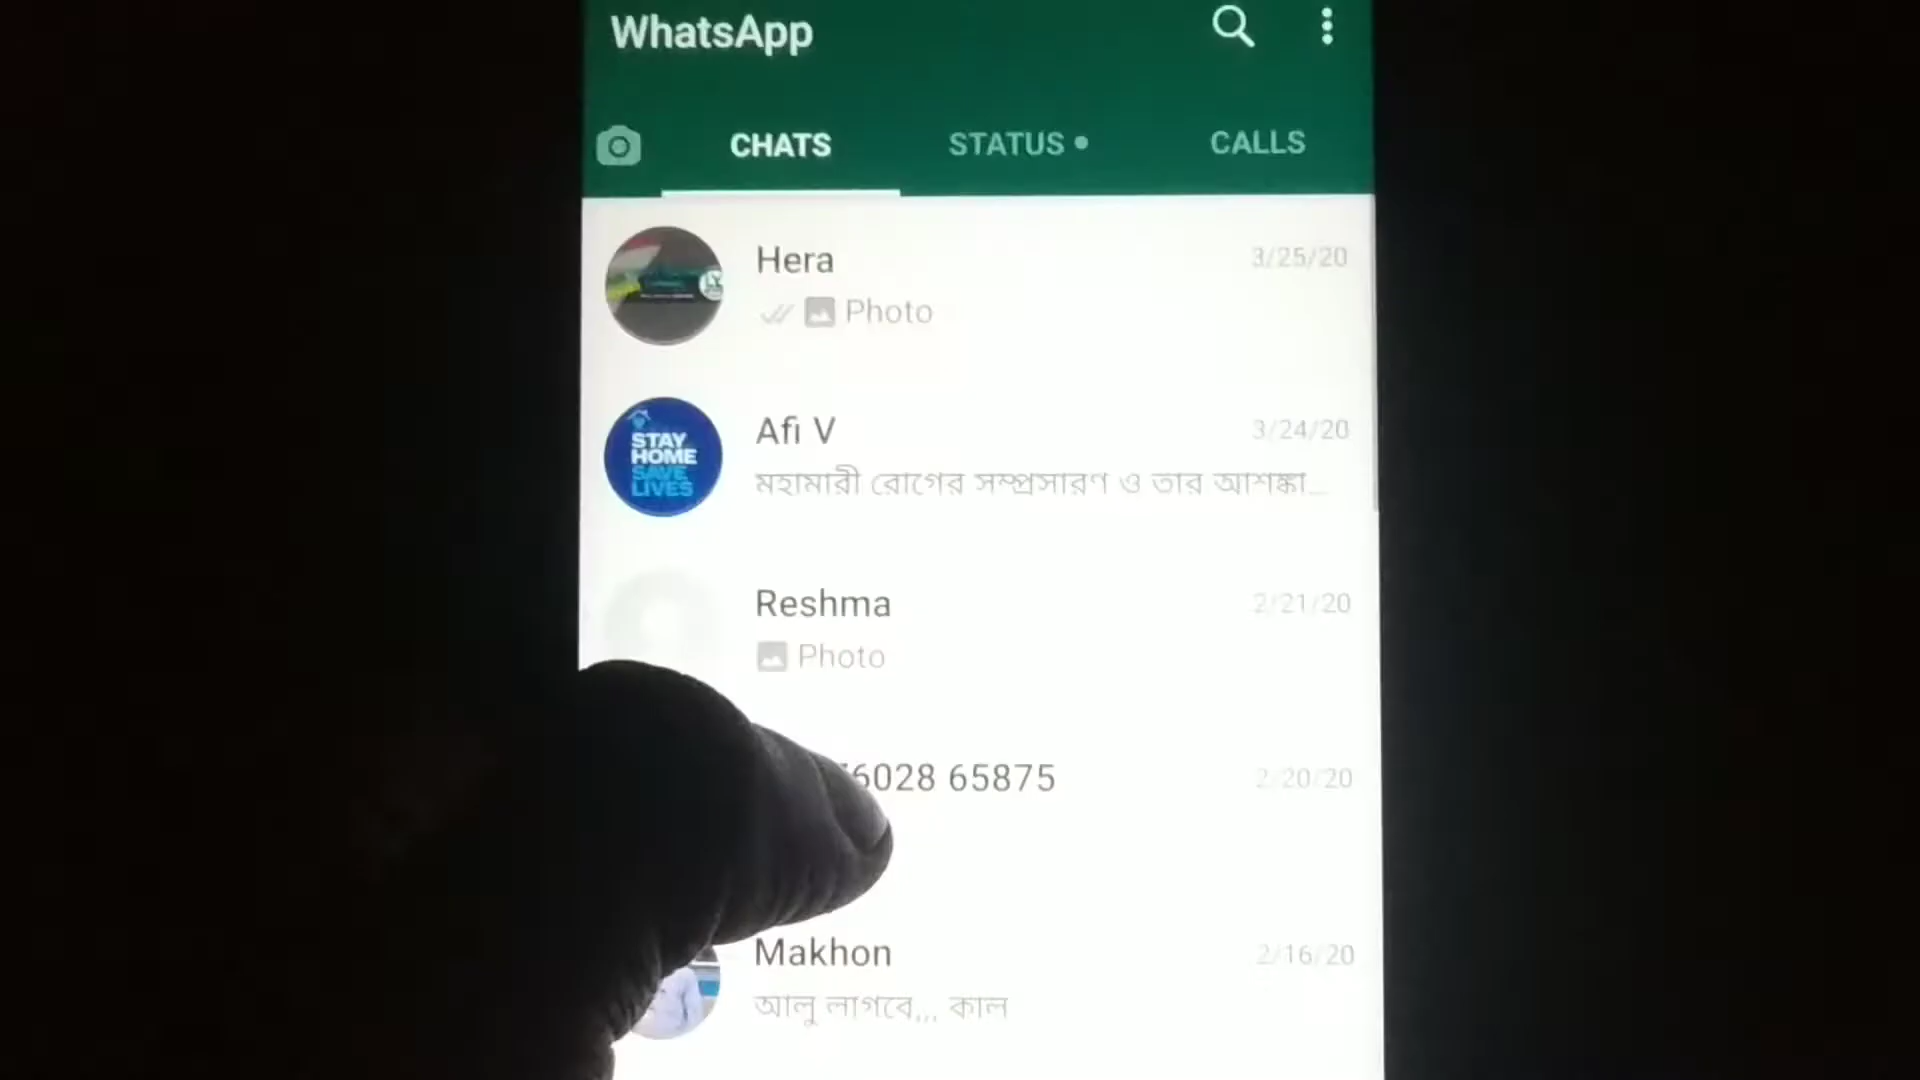 WhatsApp
CHATS
STATUS
CALLS
Hera
3/25/20
Photo
STAY
HOME
SAVE
LIVES
Afi V
3/24/20
মহামারী রোগের সম্প্রসারণ ও তার আশঙ্কা...
Reshma
2/21/20
Photo
6028 65875
2/20/20
Makhon
2/16/20
আলু লাগবে,,, কাল